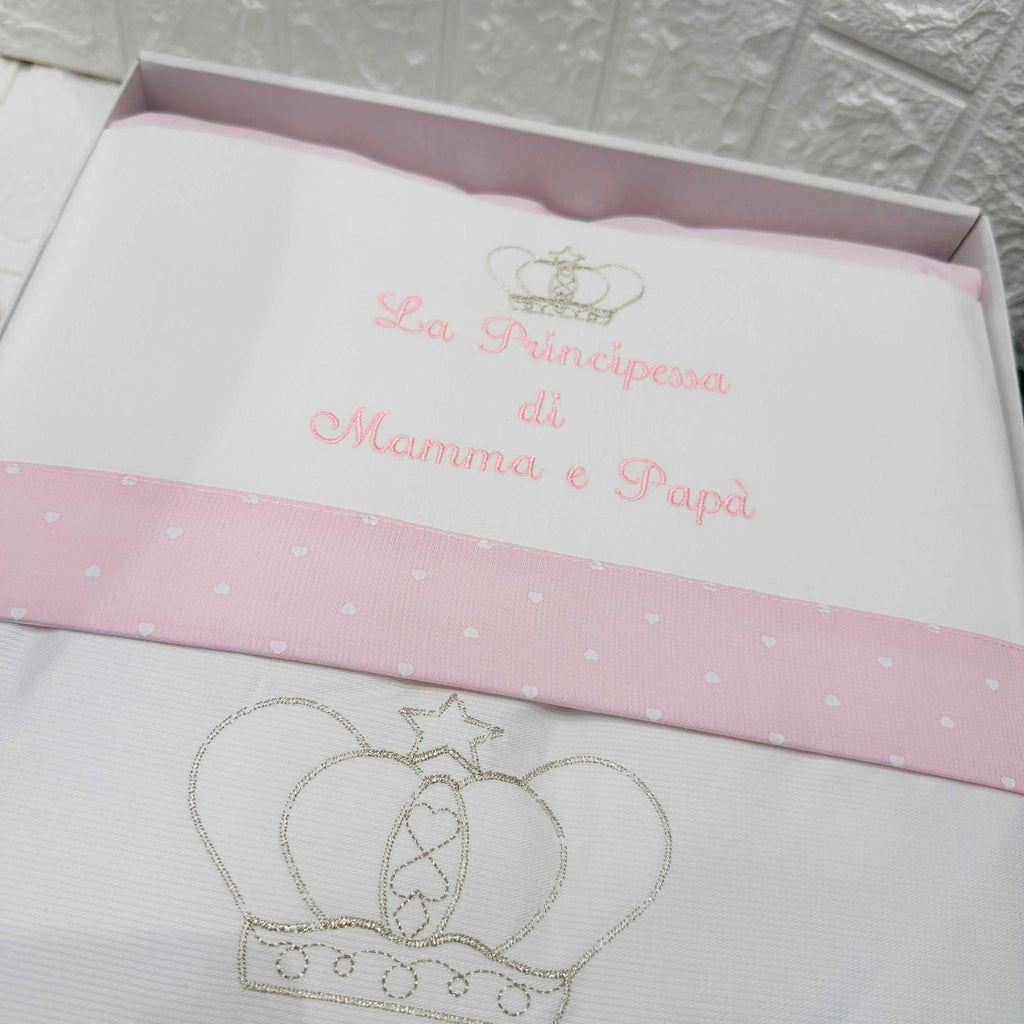 La Principessa
di
Mamma e Papà